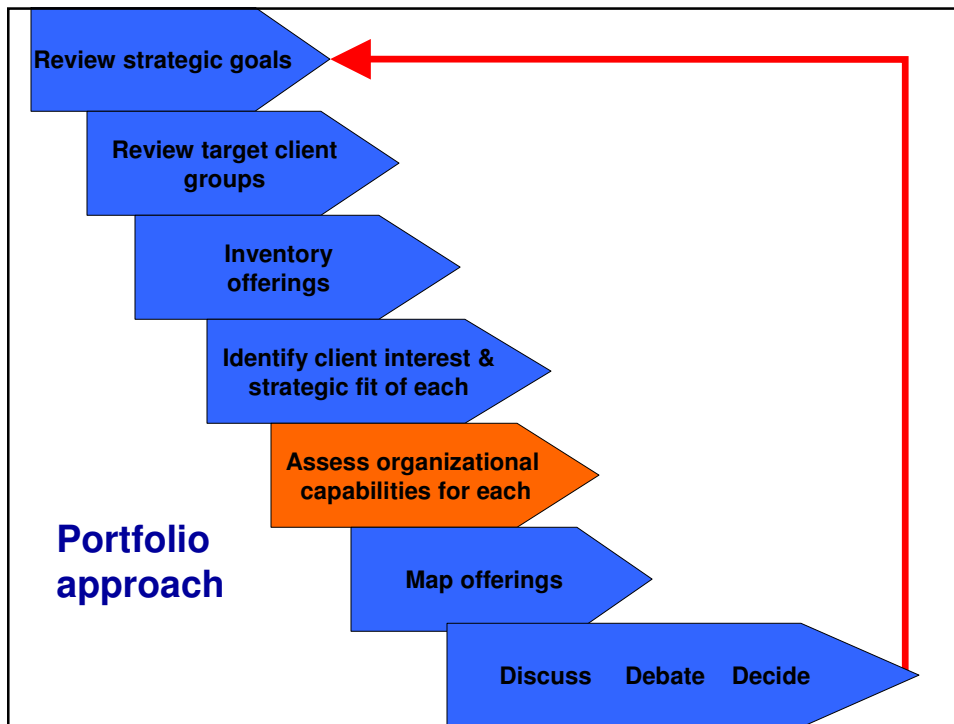 Review strategic goals
Review target client
groups
Inventory
offerings
Identify client interest &
strategic fit of each
Assess organizational
capabilities for each
Portfolio
approach
Map offerings
Discuss Debate Decide